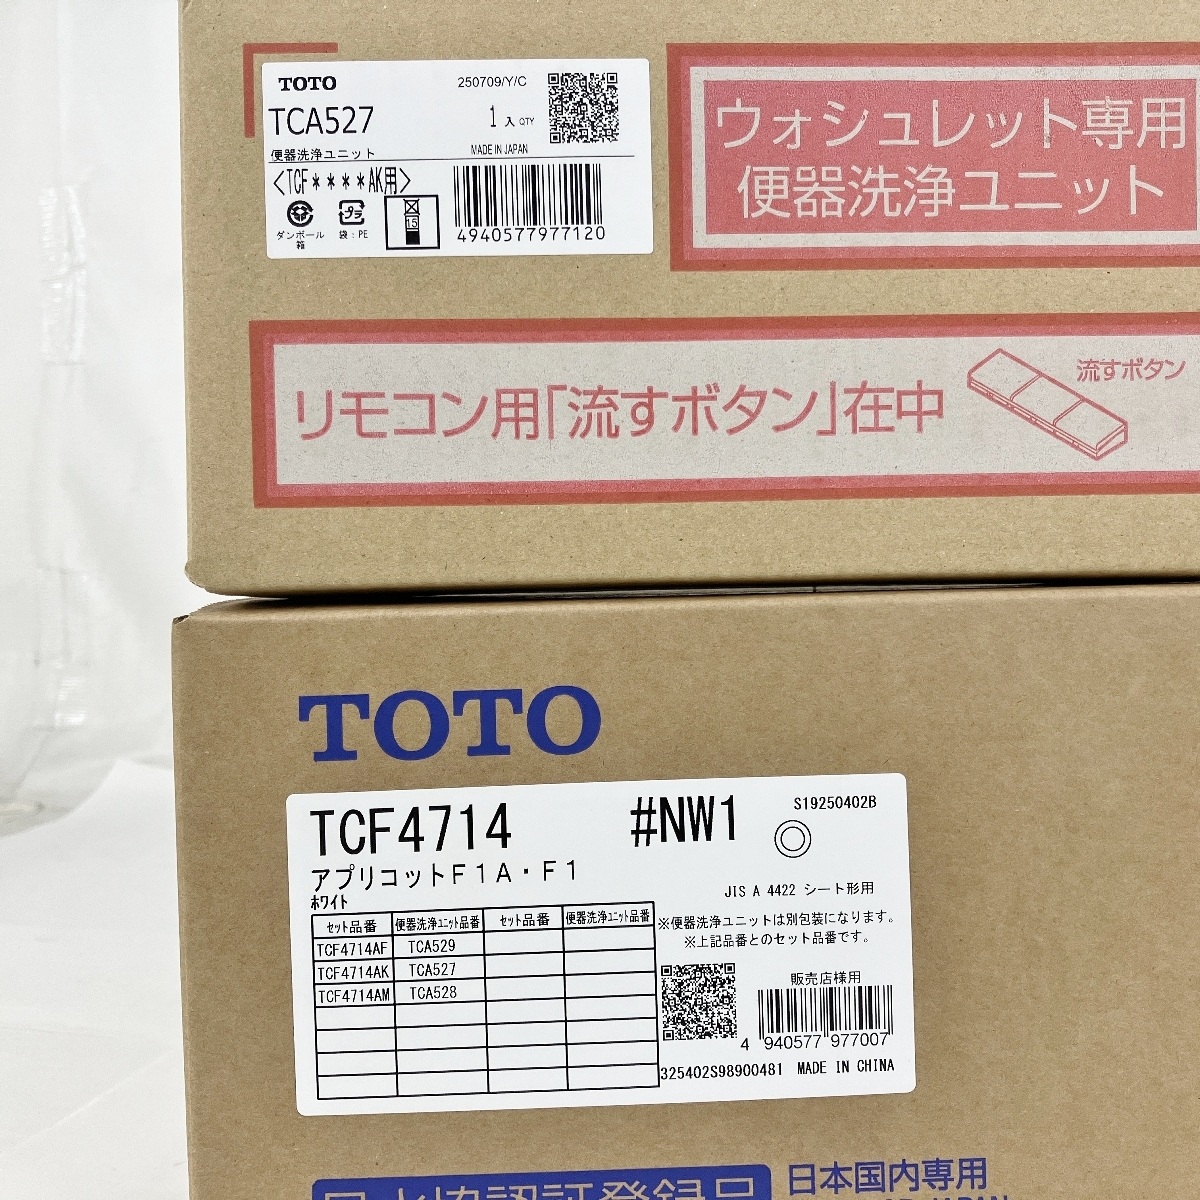 TOTO
250709/Y/C
TCA527
1 入 QTY
便器洗浄ユニット
MADE IN JAPAN
<TCF****AK用>
15
ダンボール
箱
プラ
袋:PE
4940577977120
ウォシュレット専用
便器洗浄ユニット
リモコン用「流すボタン」在中
流すボタン
TOTO
TCF4714
#NW1
S19250402B
アプリコットF1A・F1
ホワイト
JIS A 4422 シート形用
セット品番 便器洗浄ユニット品番 セット品番 便器洗浄ユニット品番
TCF4714AF TCA529
TCF4714AK TCA527
TCF4714AM TCA528
※便器洗浄ユニットは別包装になります。
※上記品番とのセット品番です。
販売店様用
4 940577 977007
325402S98900481 MADE IN CHINA
日本国内専用